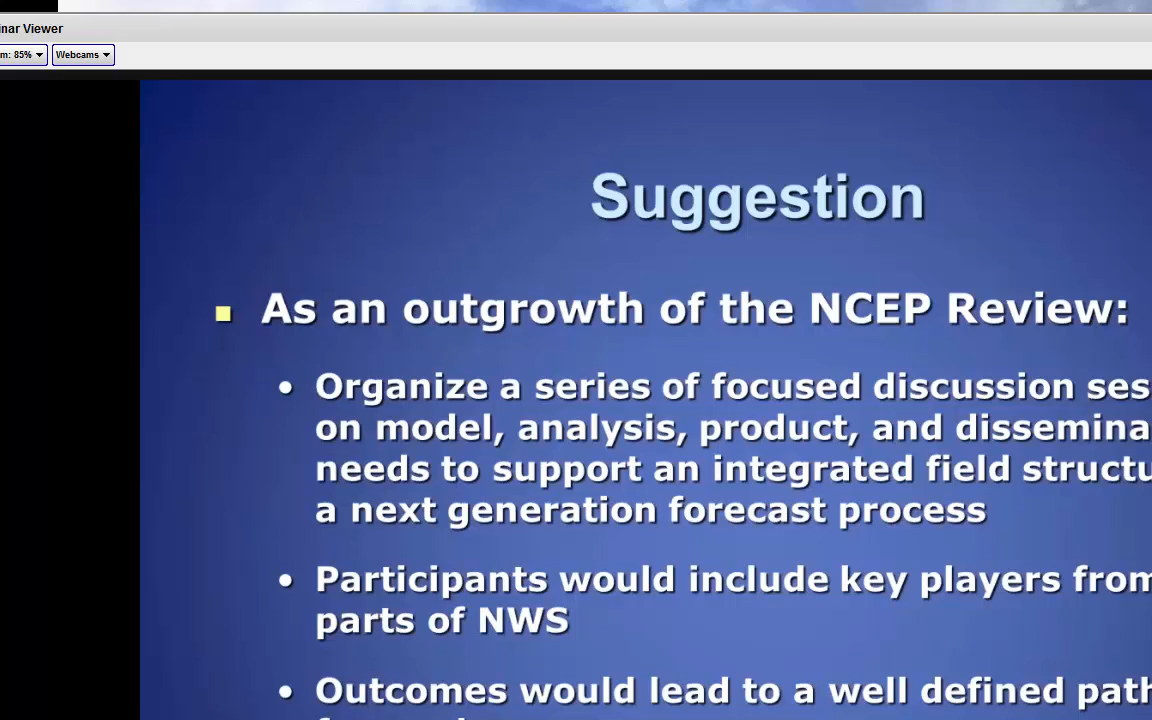 inar Viewer
m: 85% Webcams
Suggestion
As an outgrowth of the NCEP Review:
• Organize a series of focused discussion ses
on model, analysis, product, and dissemina
needs to support an integrated field structu
a next generation forecast process
• Participants would include key players from
parts of NWS
• Outcomes would lead to a well defined path